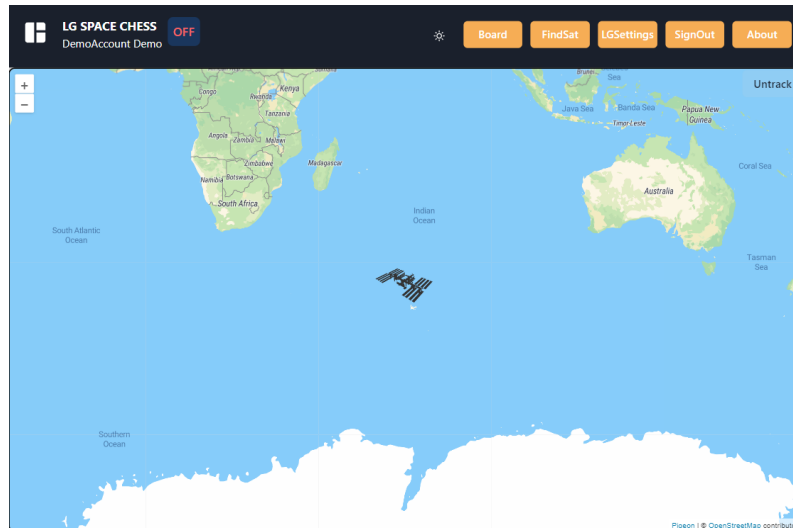 LG SPACE CHESS
DemoAccount Demo
OFF
Board
FindSat
LGSettings
SignOut
About
+
−
Untrack
Brunei
Sea
Congo
Rwanda
Kenya
Tanzania
Java Sea
Banda Sea
Papua New
Guinea
Timor-Leste
Angola
Zambia
Malawi
Zimbabwe
Madagascar
Namibia
Botswana
Coral Sea
Australia
South Africa
Indian
Ocean
South Atlantic
Ocean
Tasman
Sea
Southern
Ocean
Pigeon | © OpenStreetMap contribut